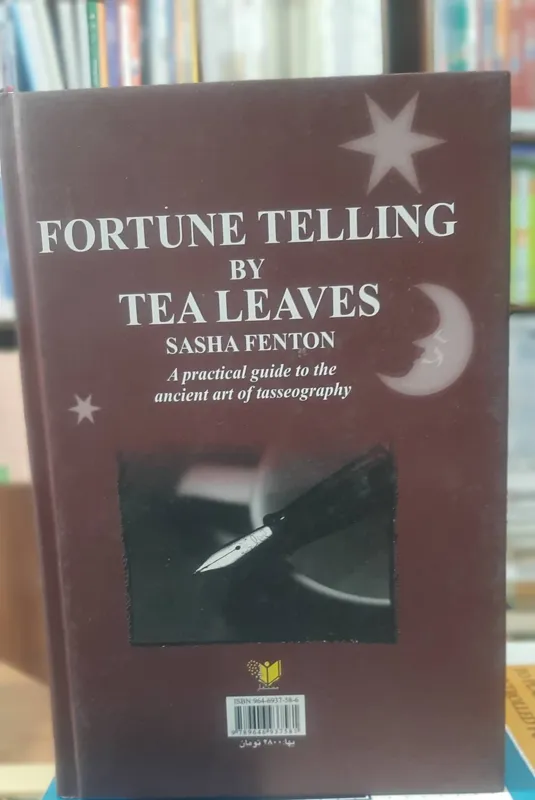 FORTUNE TELLING
BY
TEA LEAVES
SASHA FENTON
A practical guide to the
ancient art of tasseography
ISBN 964-6937-58-6
بها: ۲۸۰۰ تومان